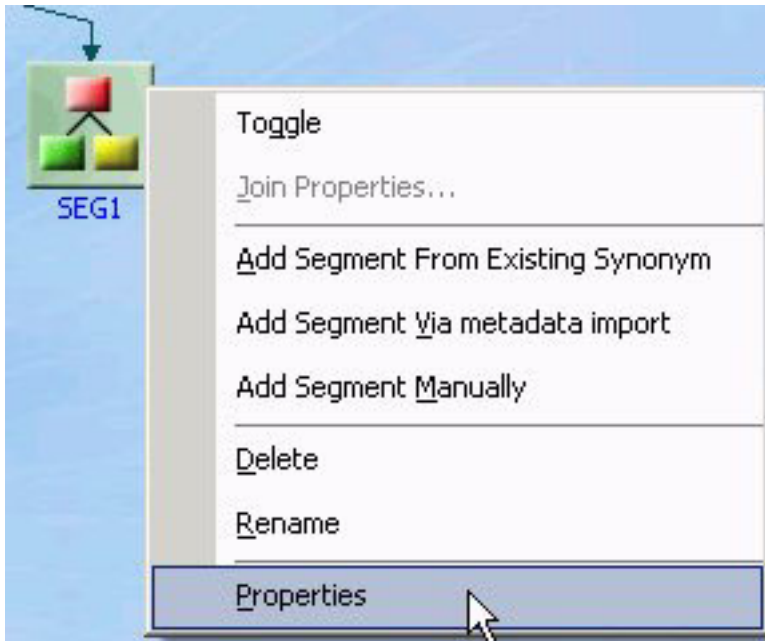 SEG1
Toggle
Join Properties...
Add Segment From Existing Synonym
Add Segment Via metadata import
Add Segment Manually
Delete
Rename
Properties